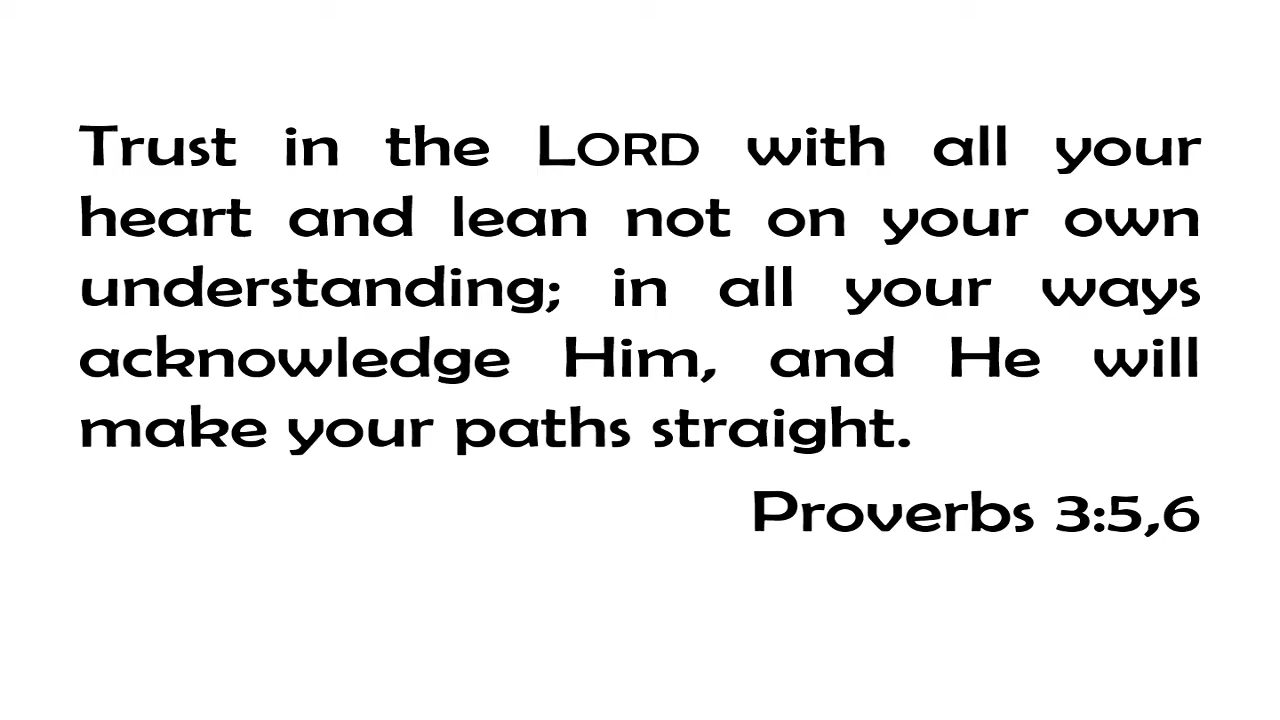 Trust in the LORD with all your
heart and lean not on your own
understanding; in all your ways
acknowledge Him, and He will
make your paths straight.
Proverbs 3:5,6